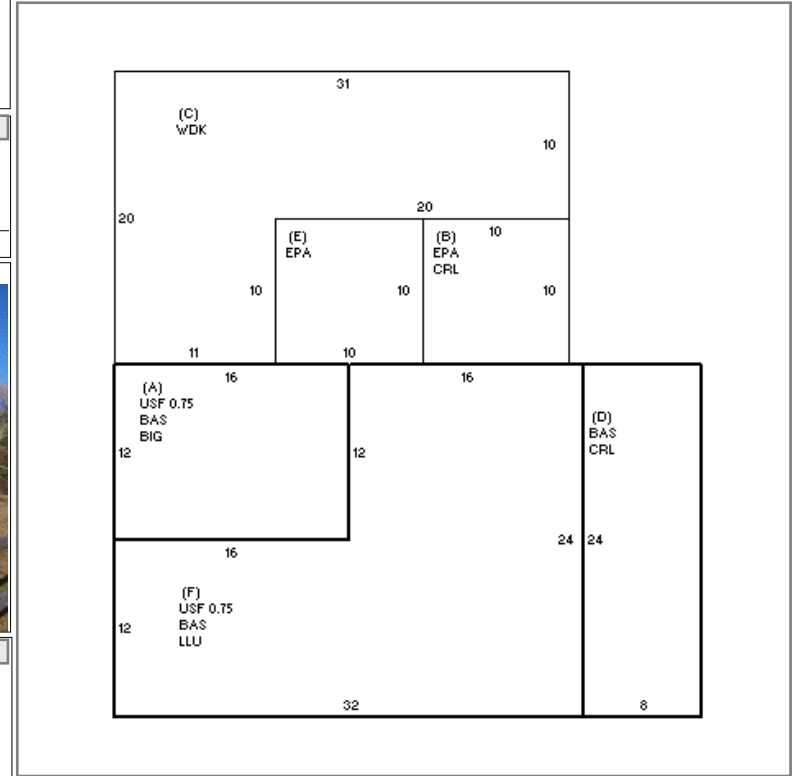 31
(C)
WDK
10
20
20
(E)
EPA
(B)
EPA
CRL
10
10
10
10
11
10
16
16
(A)
USF 0.75
BAS
BIG
(D)
BAS
CRL
12
12
16
24
24
(F)
USF 0.75
BAS
LLU
12
32
8